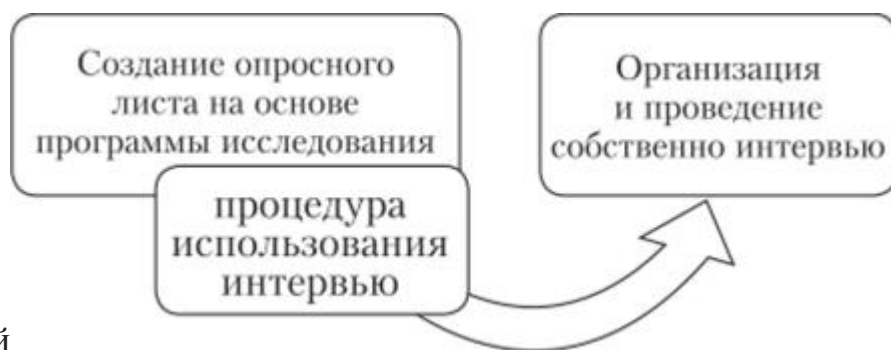 Создание опросного
листа на основе
программы исследования
Организация
и проведение
собственно интервью
процедура
использования
интервью
й